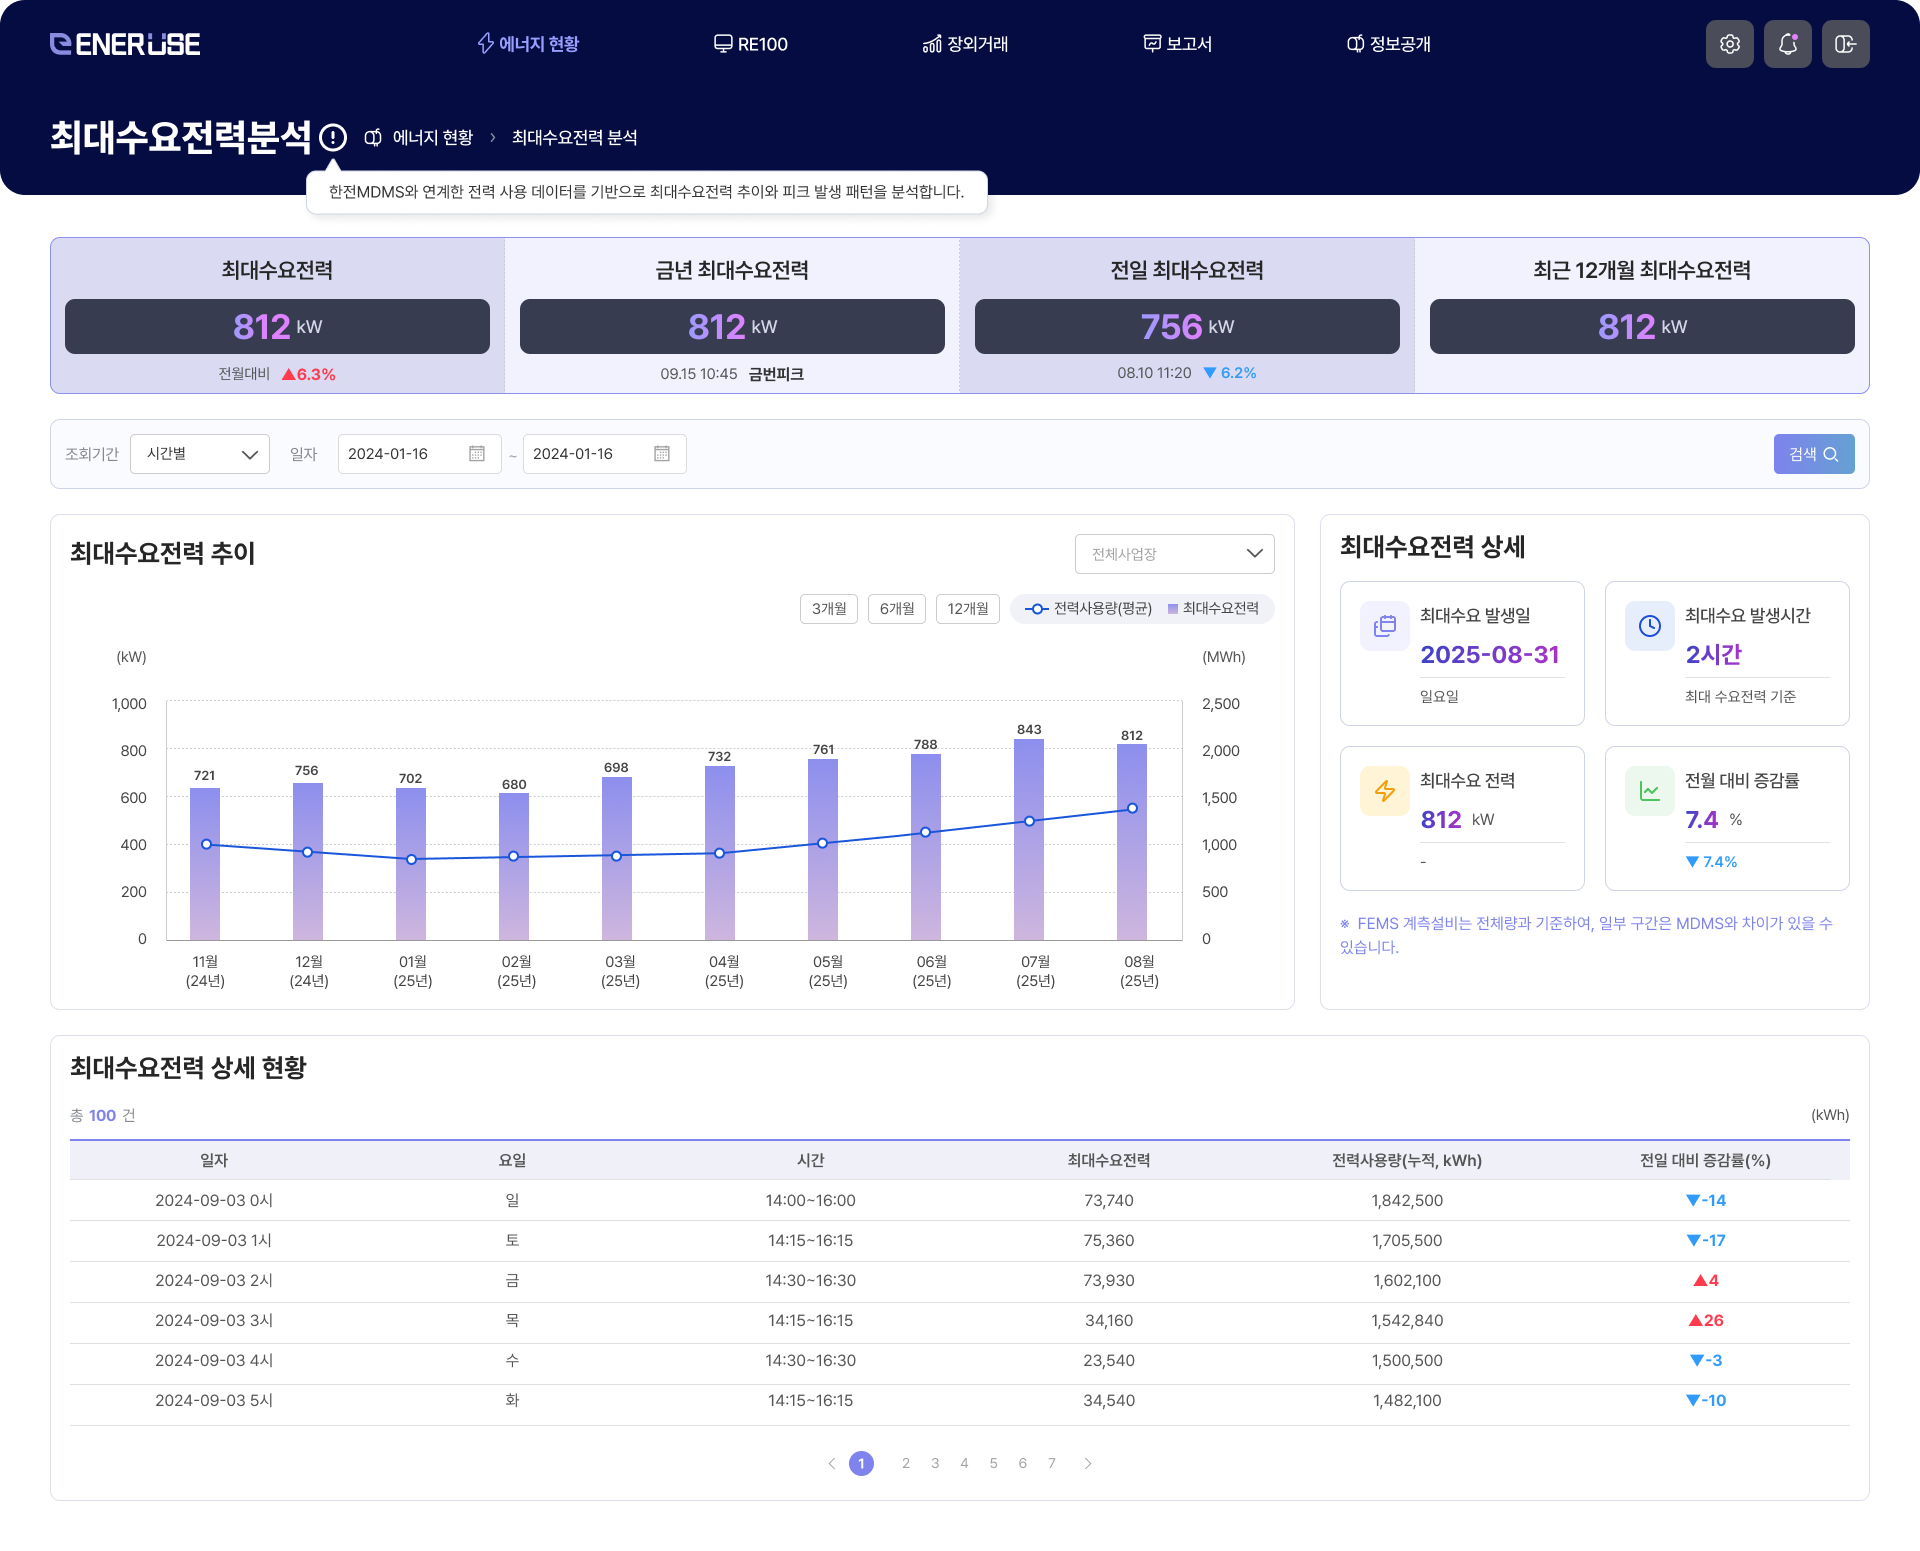 ENERUSE
에너지 현황
RE100
장외거래
보고서
정보공개
최대수요전력분석
에너지 현황 › 최대수요전력 분석
한전MDMS와 연계한 전력 사용 데이터를 기반으로 최대수요전력 추이와 피크 발생 패턴을 분석합니다.
최대수요전력
812 kW
전월대비 ▲6.3%
금년 최대수요전력
812 kW
09.15 10:45 금번피크
전일 최대수요전력
756 kW
08.10 11:20 ▼ 6.2%
최근 12개월 최대수요전력
812 kW
조회기간 시간별 일자 2024-01-16 ~ 2024-01-16 검색
최대수요전력 추이
전체사업장
3개월 6개월 12개월 전력사용량(평균) 최대수요전력
(kW) (MWh)
1,000 2,500
800 2,000
600 1,500
400 1,000
200 500
0 0
721 756 702 680 698 732 761 788 843 812
11월 12월 01월 02월 03월 04월 05월 06월 07월 08월
(24년) (24년) (25년) (25년) (25년) (25년) (25년) (25년) (25년) (25년)
최대수요전력 상세
최대수요 발생일
2025-08-31
일요일
최대수요 발생시간
2시간
최대 수요전력 기준
최대수요 전력
812 kW
-
전월 대비 증감률
7.4 %
▼ 7.4%
※ FEMS 계측설비는 전체량과 기준하여, 일부 구간은 MDMS와 차이가 있을 수
있습니다.
최대수요전력 상세 현황
총 100 건 (kWh)
일자 요일 시간 최대수요전력 전력사용량(누적, kWh) 전일 대비 증감률(%)
2024-09-03 0시 일 14:00~16:00 73,740 1,842,500 ▼-14
2024-09-03 1시 토 14:15~16:15 75,360 1,705,500 ▼-17
2024-09-03 2시 금 14:30~16:30 73,930 1,602,100 ▲4
2024-09-03 3시 목 14:15~16:15 34,160 1,542,840 ▲26
2024-09-03 4시 수 14:30~16:30 23,540 1,500,500 ▼-3
2024-09-03 5시 화 14:15~16:15 34,540 1,482,100 ▼-10
1 2 3 4 5 6 7